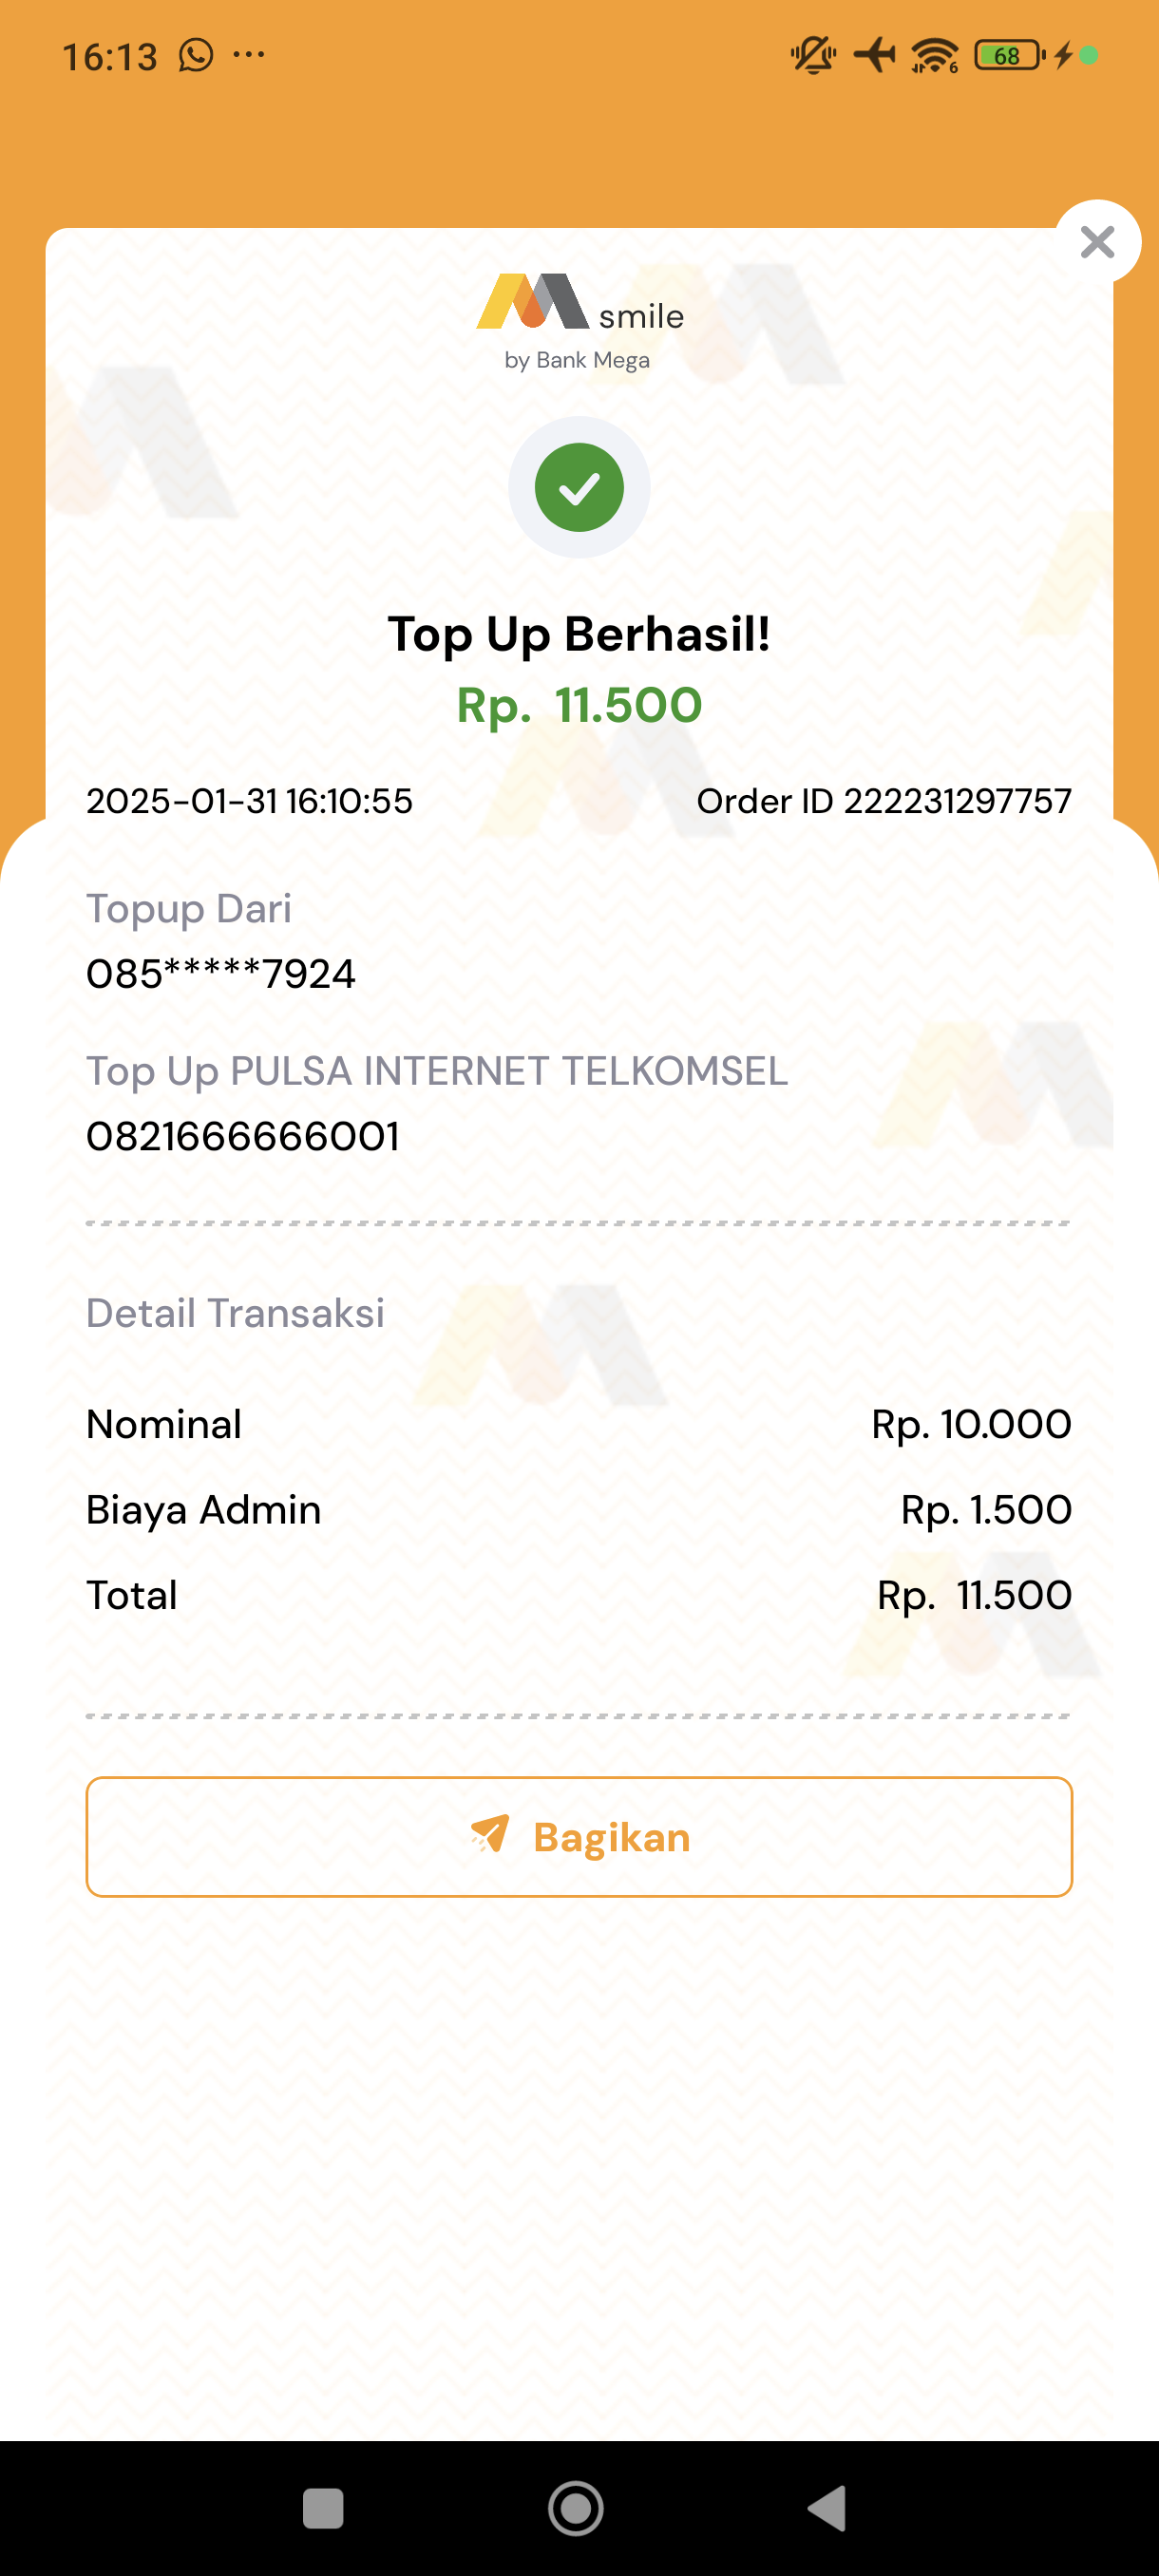 16:13
6
68
smile
by Bank Mega
Top Up Berhasil!
Rp. 11.500
2025-01-31 16:10:55 Order ID 222231297757
Topup Dari
085*****7924
Top Up PULSA INTERNET TELKOMSEL
0821666666001
Detail Transaksi
Nominal Rp. 10.000
Biaya Admin Rp. 1.500
Total Rp. 11.500
Bagikan